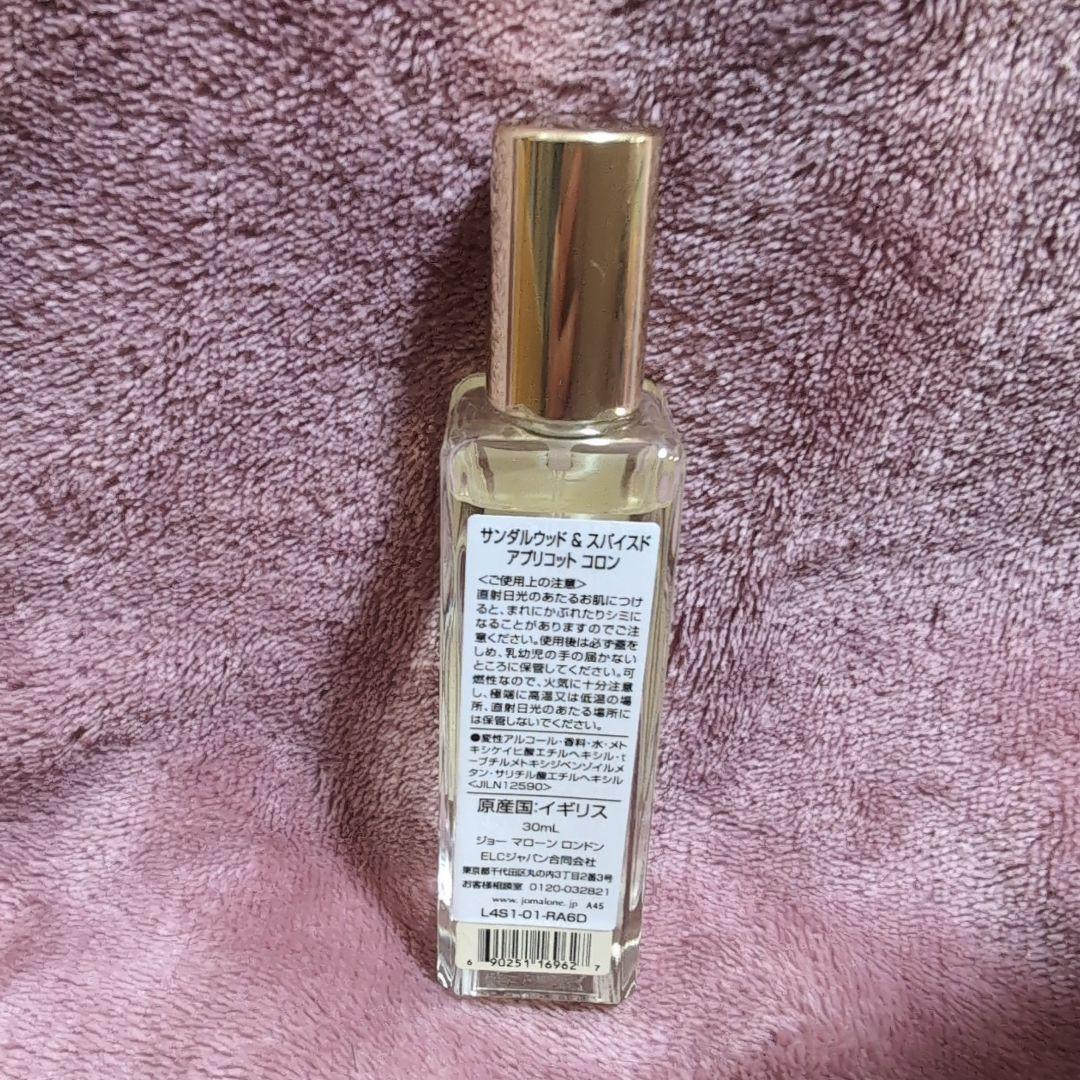 サンダルウッド & スパイスド
アプリコット コロン
<ご使用上の注意>
直射日光のあたるお肌につけ
ると、まれにかぶれたりシミに
なることがありますのでご注
意ください。使用後は必ず蓋を
しめ、乳幼児の手の届かない
ところに保管してください。可
燃性なので、火気に十分注意
し、極端に高温又は低温の場
所、直射日光のあたる場所に
は保管しないでください。
●変性アルコール・香料・水・メト
キシケイヒ酸エチルヘキシル・t
ーブチルメトキシジベンゾイルメ
タン・サリチル酸エチルヘキシル
<JILN12590>
原産国:イギリス
30mL
ジョー マローン ロンドン
ELCジャパン合同会社
東京都千代田区丸の内3丁目2番3号
お客様相談室 0120-032821
www.jomalone.jp A45
L4S1-01-RA6D
6 90251 16962 7